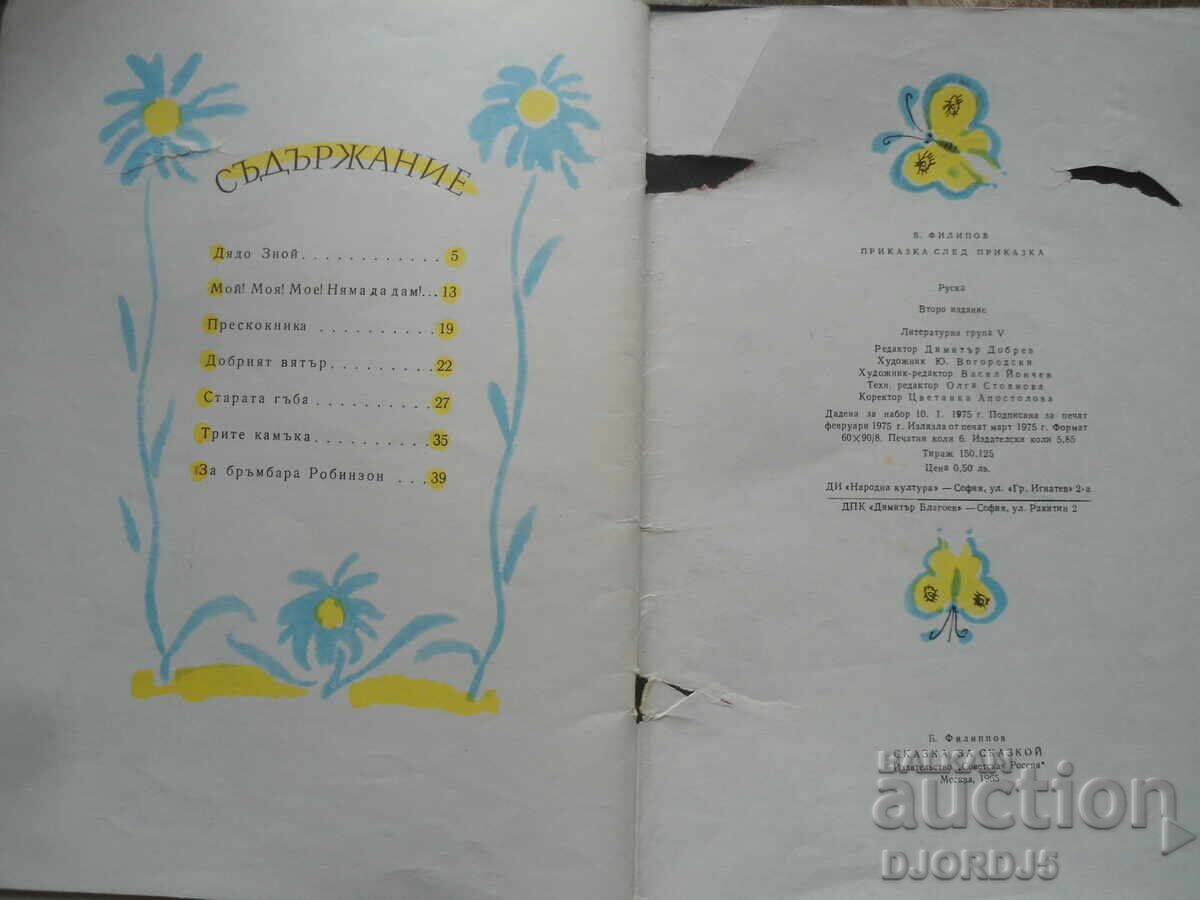 СЪДЪРЖАНИЕ
Дядо Зной . . . . . . . . . . . 5
Мой! Моя! Мое! Няма да дам! . . . 13
Прескокника . . . . . . . . . . 19
Добрият вятър . . . . . . . . . 22
Старата гъба . . . . . . . . . . 27
Трите камъка . . . . . . . . . . 35
За бръмбара Робинзон . . . 39
Б. ФИЛИПОВ
ПРИКАЗКА СЛЕД ПРИКАЗКА
Руска
Второ издание
Литературна група V
Редактор Димитър Добрев
Художник Ю. Богородски
Художник-редактор Васил Йончев
Техн. редактор Олга Стоянова
Коректор Цветанка Апостолова
Дадена за набор 10. I. 1975 г. Подписана за печат
февруари 1975 г. Излязла от печат март 1975 г. Формат
60×90/8. Печатни коли 6. Издателски коли 5,85
Тираж 150,125
Цена 0,50 лв.
ДИ «Народна култура» — София, ул. «Гр. Игнатев» 2-а
ДПК «Димитър Благоев» — София, ул. Ракитин 2
Б. Филиппов
СКАЗКА ЗА СКАЗКОЙ
Издательство "Советская Россия"
Москва, 1965
BALKAN
auction
DJORDJ5